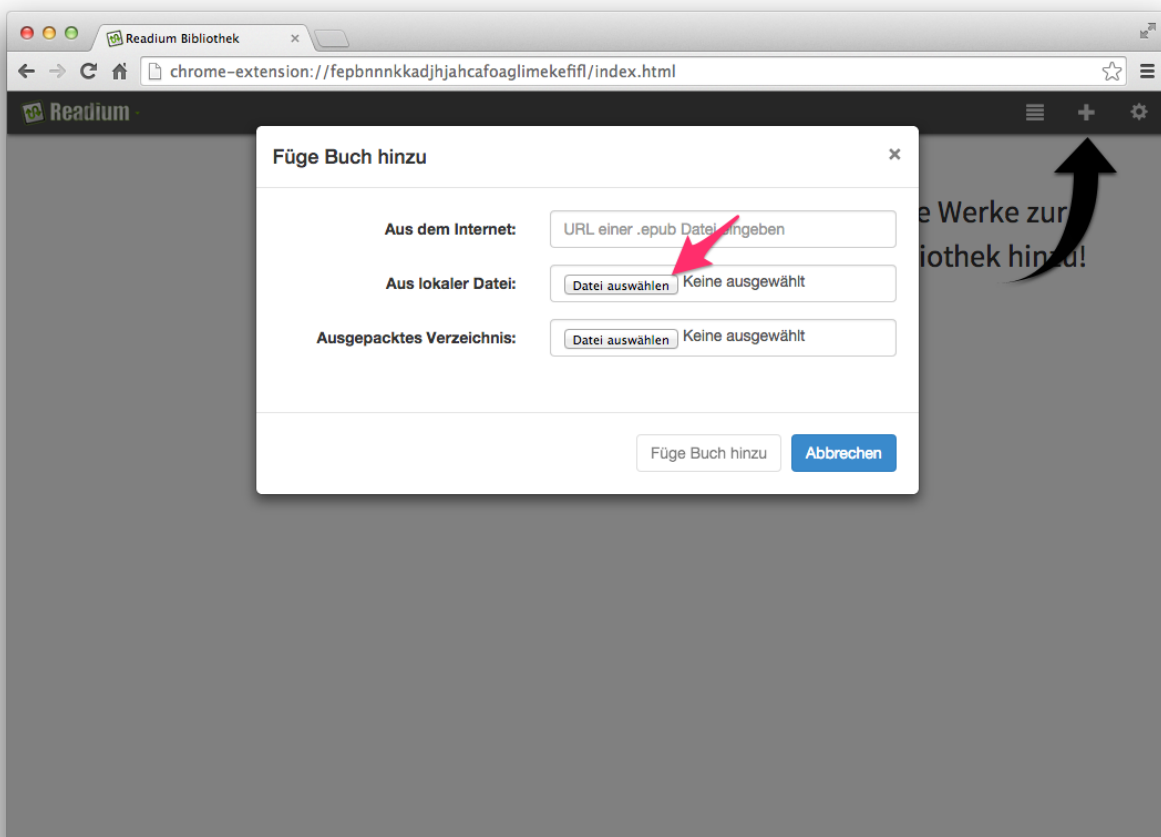 Readium Bibliothek
chrome-extension://fepbnnnkkadjhjahcafoaglimekefifl/index.html
Readium
Füge Buch hinzu
e Werke zur
iothek hinzu!
Aus dem Internet:
URL einer .epub Datei eingeben
Aus lokaler Datei:
Datei auswählen Keine ausgewählt
Ausgepacktes Verzeichnis:
Datei auswählen Keine ausgewählt
Füge Buch hinzu
Abbrechen